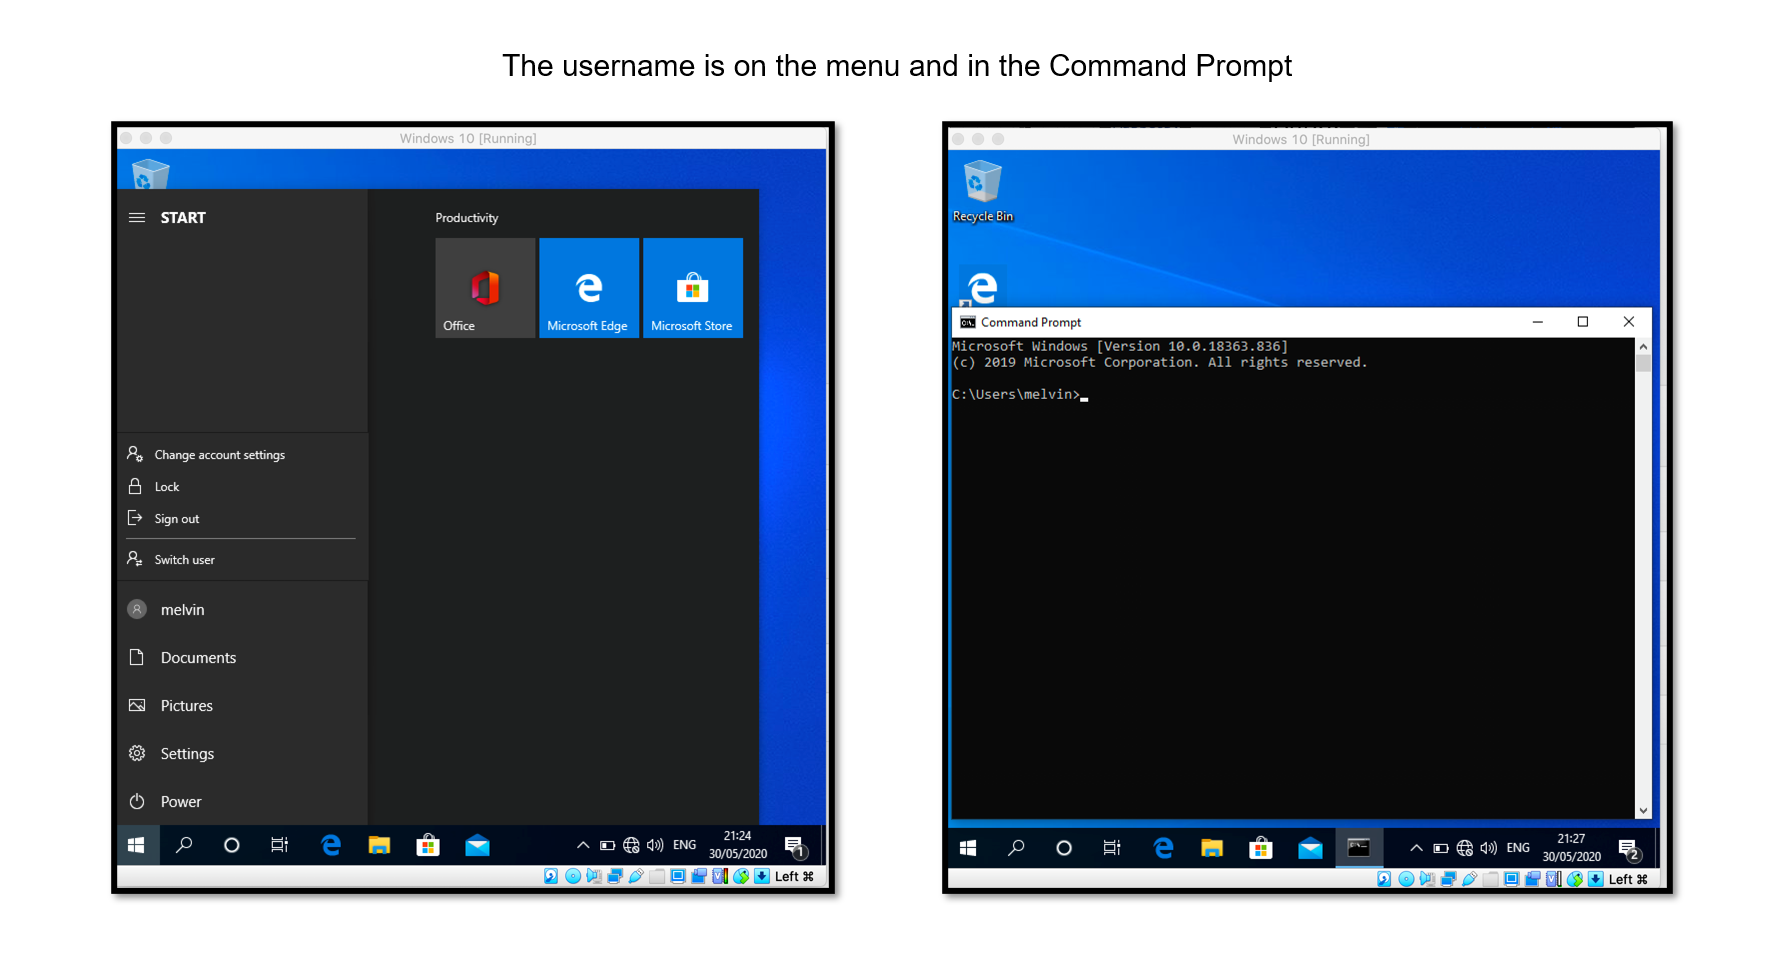 The username is on the menu and in the Command Prompt
Windows 10 [Running]
START
Productivity
Office
Microsoft Edge
Microsoft Store
Change account settings
Lock
Sign out
Switch user
melvin
Documents
Pictures
Settings
Power
ENG
21:24
30/05/2020
1
Left ⌘
Windows 10 [Running]
Recycle Bin
Command Prompt
Microsoft Windows [Version 10.0.18363.836]
(c) 2019 Microsoft Corporation. All rights reserved.
C:\Users\melvin>
ENG
21:27
30/05/2020
2
Left ⌘